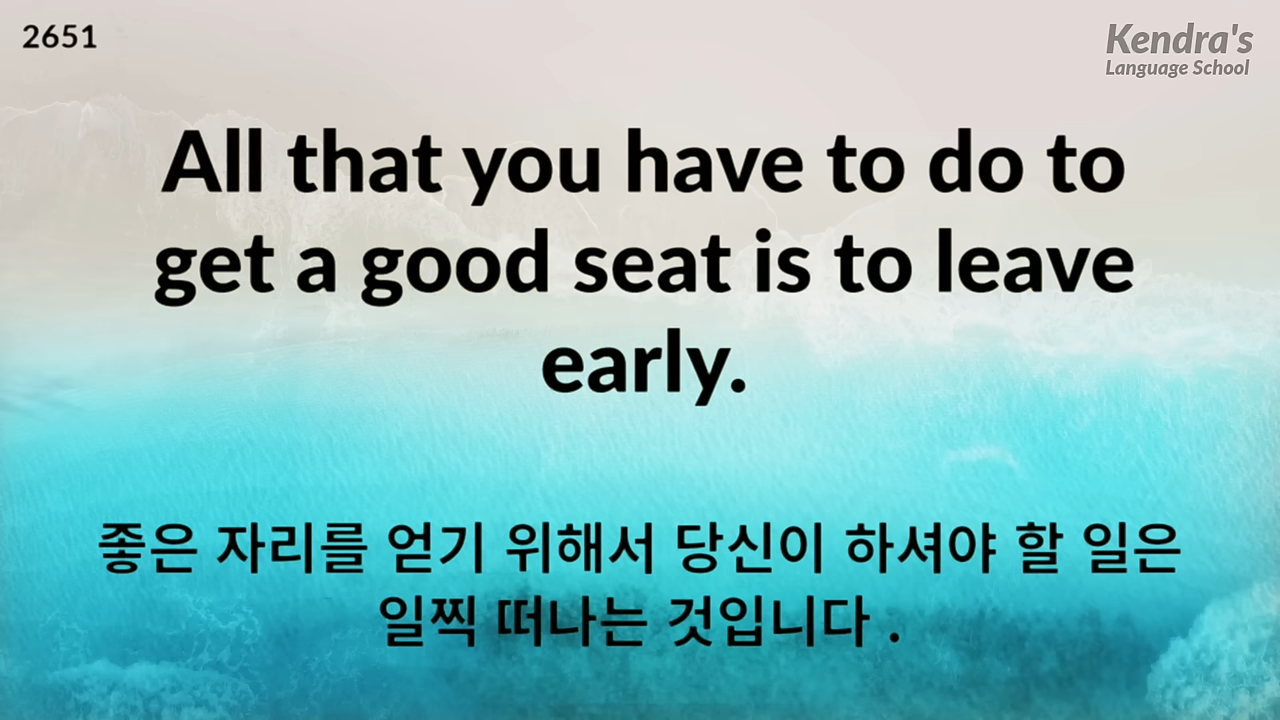 2651
Kendra's
Language School
All that you have to do to
get a good seat is to leave
early.
좋은 자리를 얻기 위해서 당신이 하셔야 할 일은
일찍 떠나는 것입니다 .